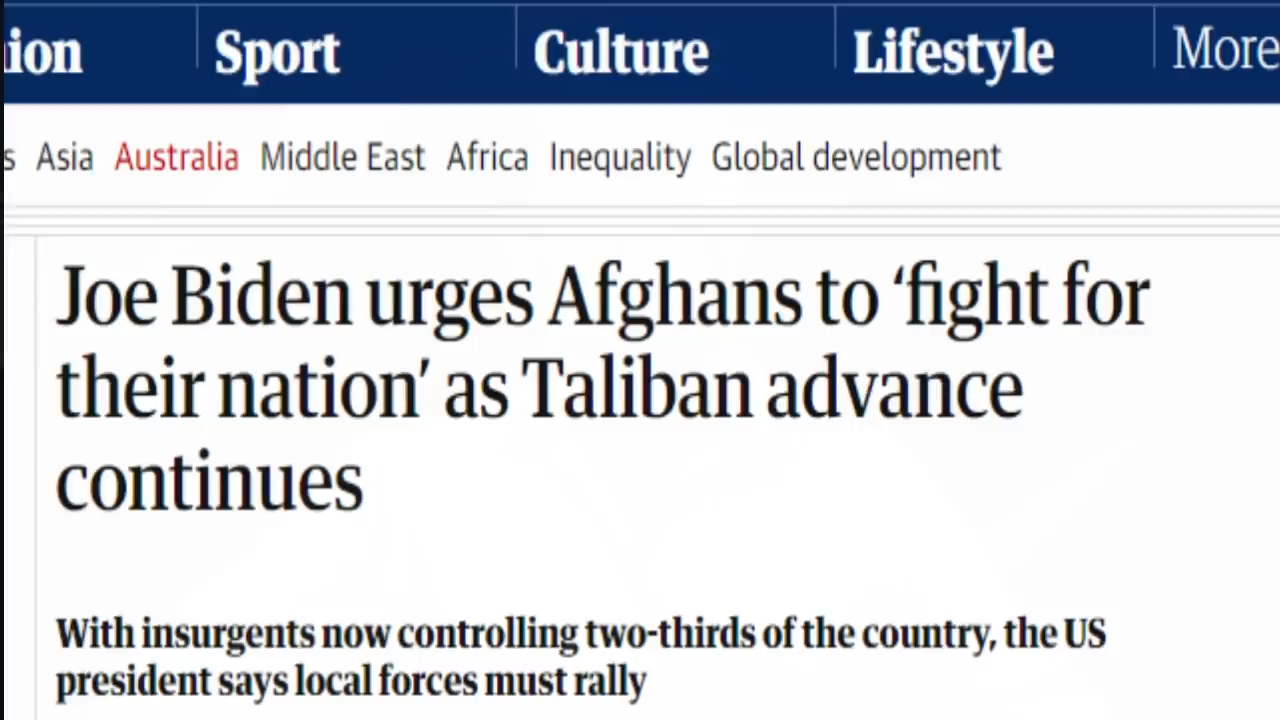 ion Sport Culture Lifestyle More
s Asia Australia Middle East Africa Inequality Global development
Joe Biden urges Afghans to ‘fight for
their nation’ as Taliban advance
continues
With insurgents now controlling two-thirds of the country, the US
president says local forces must rally